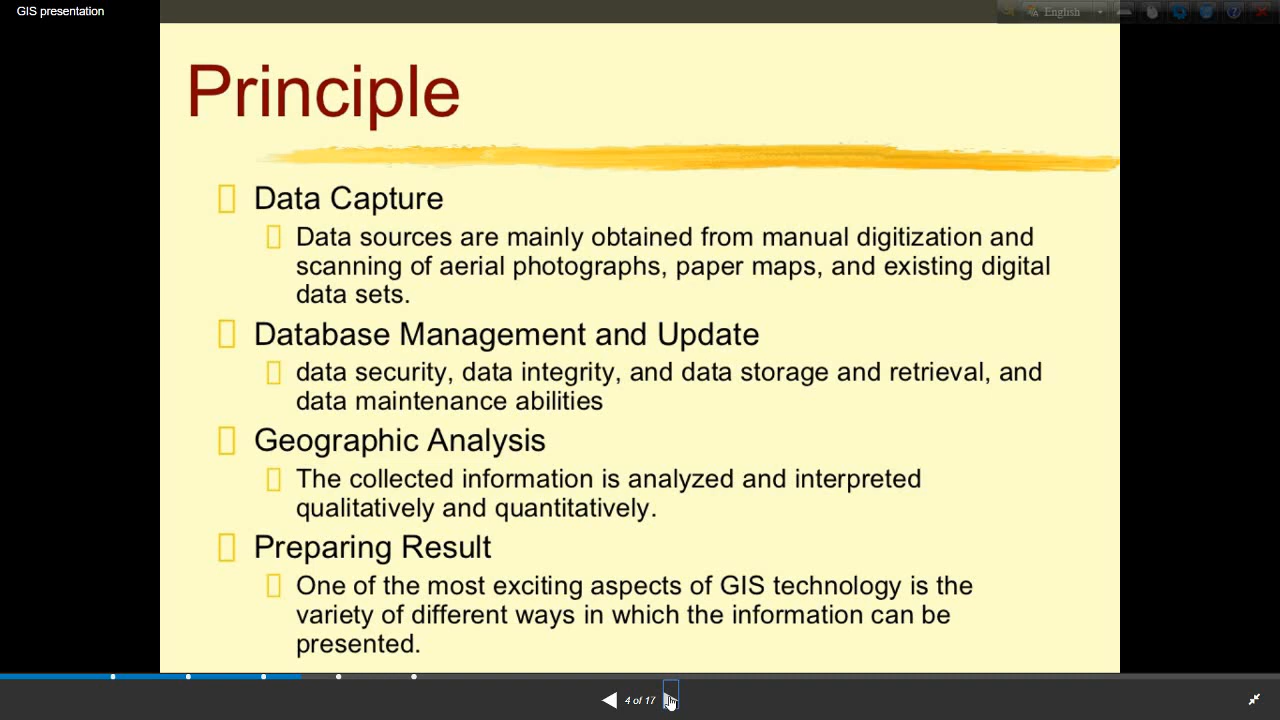 GIS presentation
English
Principle
Data Capture
Data sources are mainly obtained from manual digitization and
scanning of aerial photographs, paper maps, and existing digital
data sets.
Database Management and Update
data security, data integrity, and data storage and retrieval, and
data maintenance abilities
Geographic Analysis
The collected information is analyzed and interpreted
qualitatively and quantitatively.
Preparing Result
One of the most exciting aspects of GIS technology is the
variety of different ways in which the information can be
presented.
4 of 17